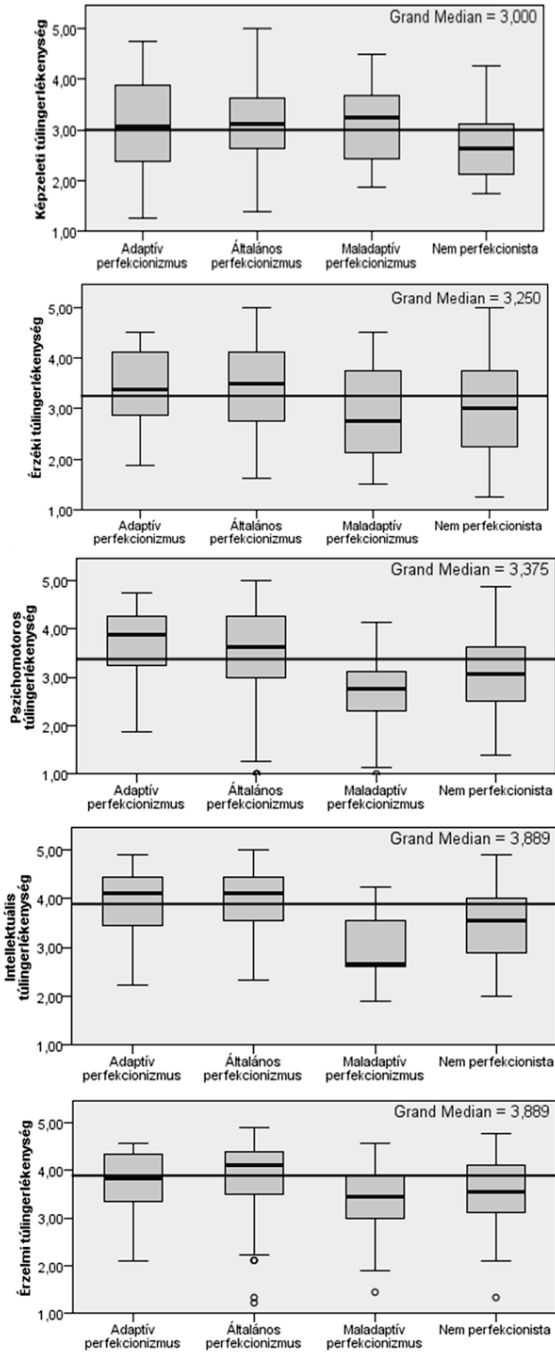 Grand Median = 3,000
Képzeleti túlingerlékenység
5,00
4,00
3,00
2,00
1,00
Adaptív perfekcionizmus
Általános perfekcionizmus
Maladaptív perfekcionizmus
Nem perfekcionista
Grand Median = 3,250
Érzéki túlingerlékenység
5,00
4,00
3,00
2,00
1,00
Adaptív perfekcionizmus
Általános perfekcionizmus
Maladaptív perfekcionizmus
Nem perfekcionista
Grand Median = 3,375
Pszichomotoros
túlingerlékenység
5,00
4,00
3,00
2,00
1,00
Adaptív perfekcionizmus
Általános perfekcionizmus
Maladaptív perfekcionizmus
Nem perfekcionista
Grand Median = 3,889
Intellektuális
túlingerlékenység
5,00
4,00
3,00
2,00
1,00
Adaptív perfekcionizmus
Általános perfekcionizmus
Maladaptív perfekcionizmus
Nem perfekcionista
Grand Median = 3,889
Érzelmi túlingerlékenység
5,00
4,00
3,00
2,00
1,00
Adaptív perfekcionizmus
Általános perfekcionizmus
Maladaptív perfekcionizmus
Nem perfekcionista